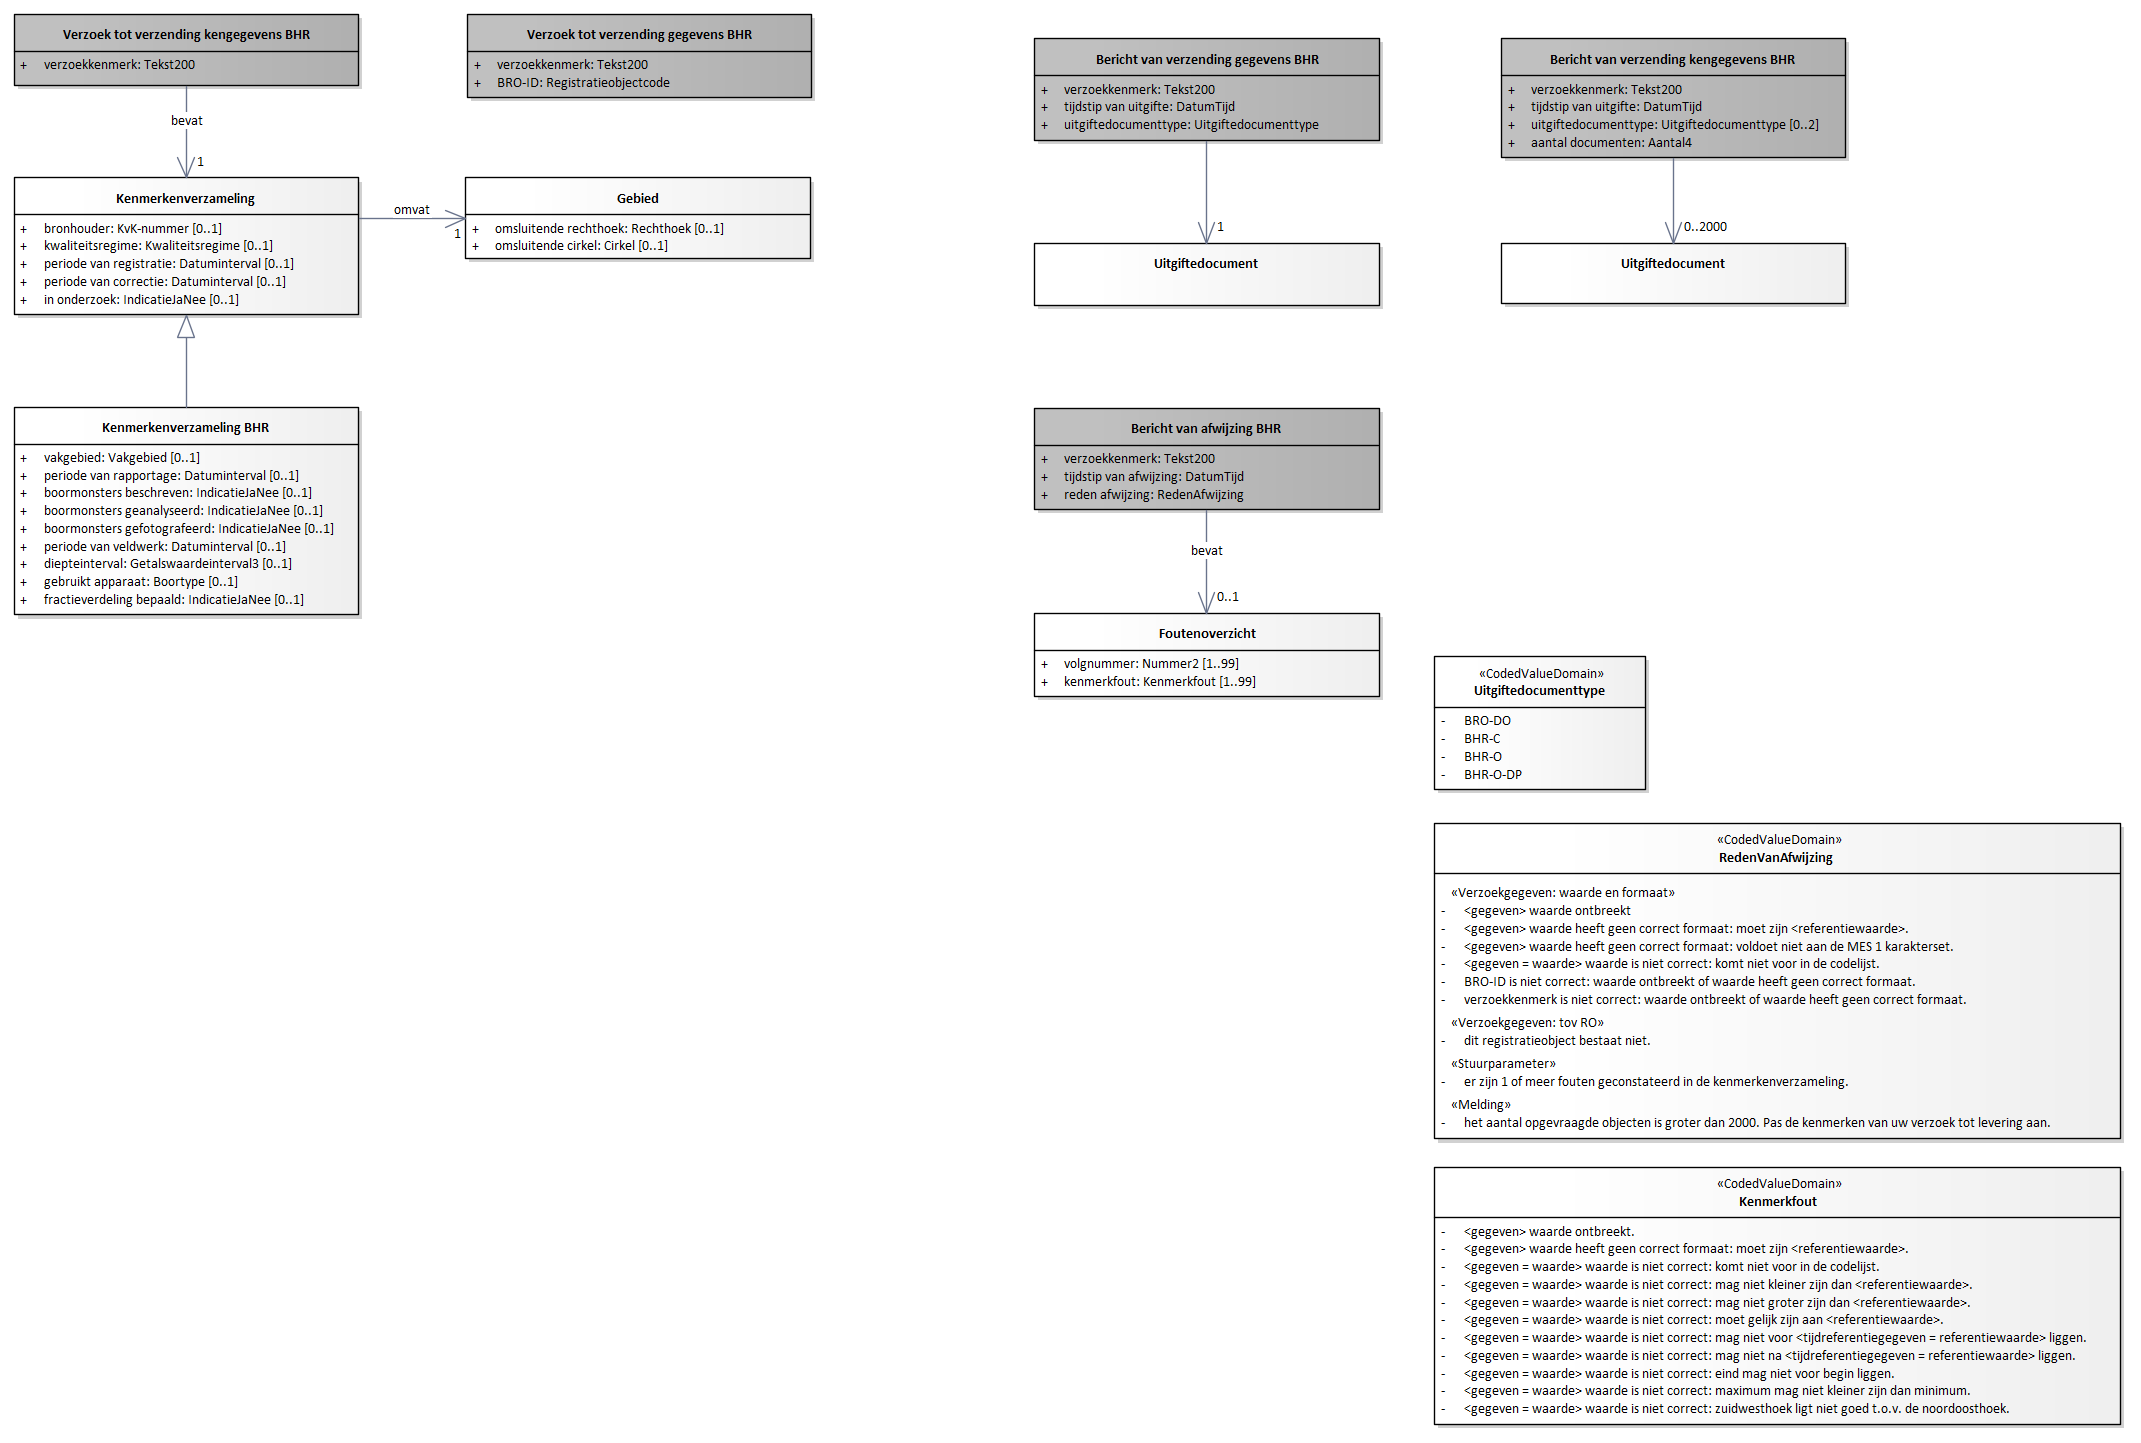 Verzoek tot verzending kengegevens BHR
+ verzoekkenmerk: Tekst200
bevat
1
Verzoek tot verzending gegevens BHR
+ verzoekkenmerk: Tekst200
+ BRO-ID: Registratieobjectcode
Kenmerkenverzameling
+ bronhouder: KvK-nummer [0..1]
+ kwaliteitsregime: Kwaliteitsregime [0..1]
+ periode van registratie: Datuminterval [0..1]
+ periode van correctie: Datuminterval [0..1]
+ in onderzoek: IndicatieJaNee [0..1]
omvat
1
Gebied
+ omsluitende rechthoek: Rechthoek [0..1]
+ omsluitende cirkel: Cirkel [0..1]
Kenmerkenverzameling BHR
+ vakgebied: Vakgebied [0..1]
+ periode van rapportage: Datuminterval [0..1]
+ boormonsters beschreven: IndicatieJaNee [0..1]
+ boormonsters geanalyseerd: IndicatieJaNee [0..1]
+ boormonsters gefotografeerd: IndicatieJaNee [0..1]
+ periode van veldwerk: Datuminterval [0..1]
+ diepteinterval: Getalswaardeinterval3 [0..1]
+ gebruikt apparaat: Boortype [0..1]
+ fractieverdeling bepaald: IndicatieJaNee [0..1]
Bericht van verzending gegevens BHR
+ verzoekkenmerk: Tekst200
+ tijdstip van uitgifte: DatumTijd
+ uitgiftedocumenttype: Uitgiftedocumenttype
1
Uitgiftedocument
Bericht van verzending kengegevens BHR
+ verzoekkenmerk: Tekst200
+ tijdstip van uitgifte: DatumTijd
+ uitgiftedocumenttype: Uitgiftedocumenttype [0..2]
+ aantal documenten: Aantal4
0..2000
Uitgiftedocument
Bericht van afwijzing BHR
+ verzoekkenmerk: Tekst200
+ tijdstip van afwijzing: DatumTijd
+ reden afwijzing: RedenAfwijzing
bevat
0..1
Foutenoverzicht
+ volgnummer: Nummer2 [1..99]
+ kenmerkfout: Kenmerkfout [1..99]
«CodedValueDomain»
Uitgiftedocumenttype
- BRO-DO
- BHR-C
- BHR-O
- BHR-O-DP
«CodedValueDomain»
RedenVanAfwijzing
«Verzoekgegeven: waarde en formaat»
- <gegeven> waarde ontbreekt
- <gegeven> waarde heeft geen correct formaat: moet zijn <referentiewaarde>.
- <gegeven> waarde heeft geen correct formaat: voldoet niet aan de MES 1 karakterset.
- <gegeven = waarde> waarde is niet correct: komt niet voor in de codelijst.
- BRO-ID is niet correct: waarde ontbreekt of waarde heeft geen correct formaat.
- verzoekkenmerk is niet correct: waarde ontbreekt of waarde heeft geen correct formaat.
«Verzoekgegeven: tov RO»
- dit registratieobject bestaat niet.
«Stuurparameter»
- er zijn 1 of meer fouten geconstateerd in de kenmerkenverzameling.
«Melding»
- het aantal opgevraagde objecten is groter dan 2000. Pas de kenmerken van uw verzoek tot levering aan.
«CodedValueDomain»
Kenmerkfout
- <gegeven> waarde ontbreekt.
- <gegeven> waarde heeft geen correct formaat: moet zijn <referentiewaarde>.
- <gegeven = waarde> waarde is niet correct: komt niet voor in de codelijst.
- <gegeven = waarde> waarde is niet correct: mag niet kleiner zijn dan <referentiewaarde>.
- <gegeven = waarde> waarde is niet correct: mag niet groter zijn dan <referentiewaarde>.
- <gegeven = waarde> waarde is niet correct: moet gelijk zijn aan <referentiewaarde>.
- <gegeven = waarde> waarde is niet correct: mag niet voor <tijdreferentiegegeven = referentiewaarde> liggen.
- <gegeven = waarde> waarde is niet correct: mag niet na <tijdreferentiegegeven = referentiewaarde> liggen.
- <gegeven = waarde> waarde is niet correct: eind mag niet voor begin liggen.
- <gegeven = waarde> waarde is niet correct: maximum mag niet kleiner zijn dan minimum.
- <gegeven = waarde> waarde is niet correct: zuidwesthoek ligt niet goed t.o.v. de noordoosthoek.